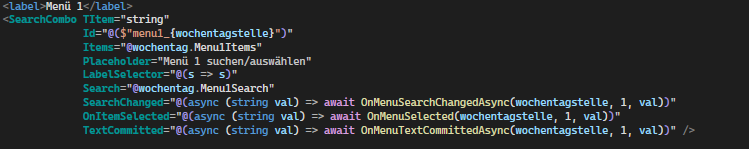 <label>Menü 1</label>
<SearchCombo TItem="string"
Id="@($"menu1_{wochentagstelle}")"
Items="@wochentag.Menu1Items"
Placeholder="Menü 1 suchen/auswählen"
LabelSelector="@(s => s)"
Search="@wochentag.Menu1Search"
SearchChanged="@(async (string val) => await OnMenuSearchChangedAsync(wochentagstelle, 1, val))"
OnItemSelected="@(async (string val) => await OnMenuSelected(wochentagstelle, 1, val))"
TextCommitted="@(async (string val) => await OnMenuTextCommittedAsync(wochentagstelle, 1, val))" />